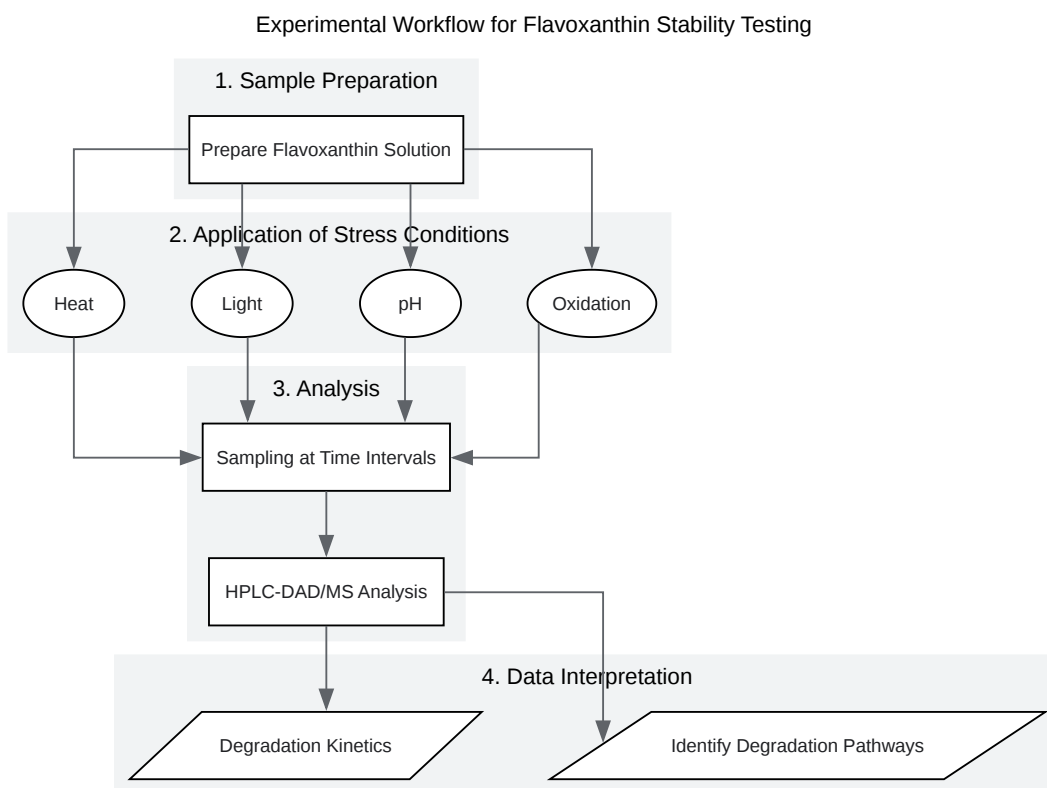 Experimental Workflow for Flavoxanthin Stability Testing
1. Sample Preparation
Prepare Flavoxanthin Solution
2. Application of Stress Conditions
Heat
Light
pH
Oxidation
3. Analysis
Sampling at Time Intervals
HPLC-DAD/MS Analysis
4. Data Interpretation
Degradation Kinetics
Identify Degradation Pathways